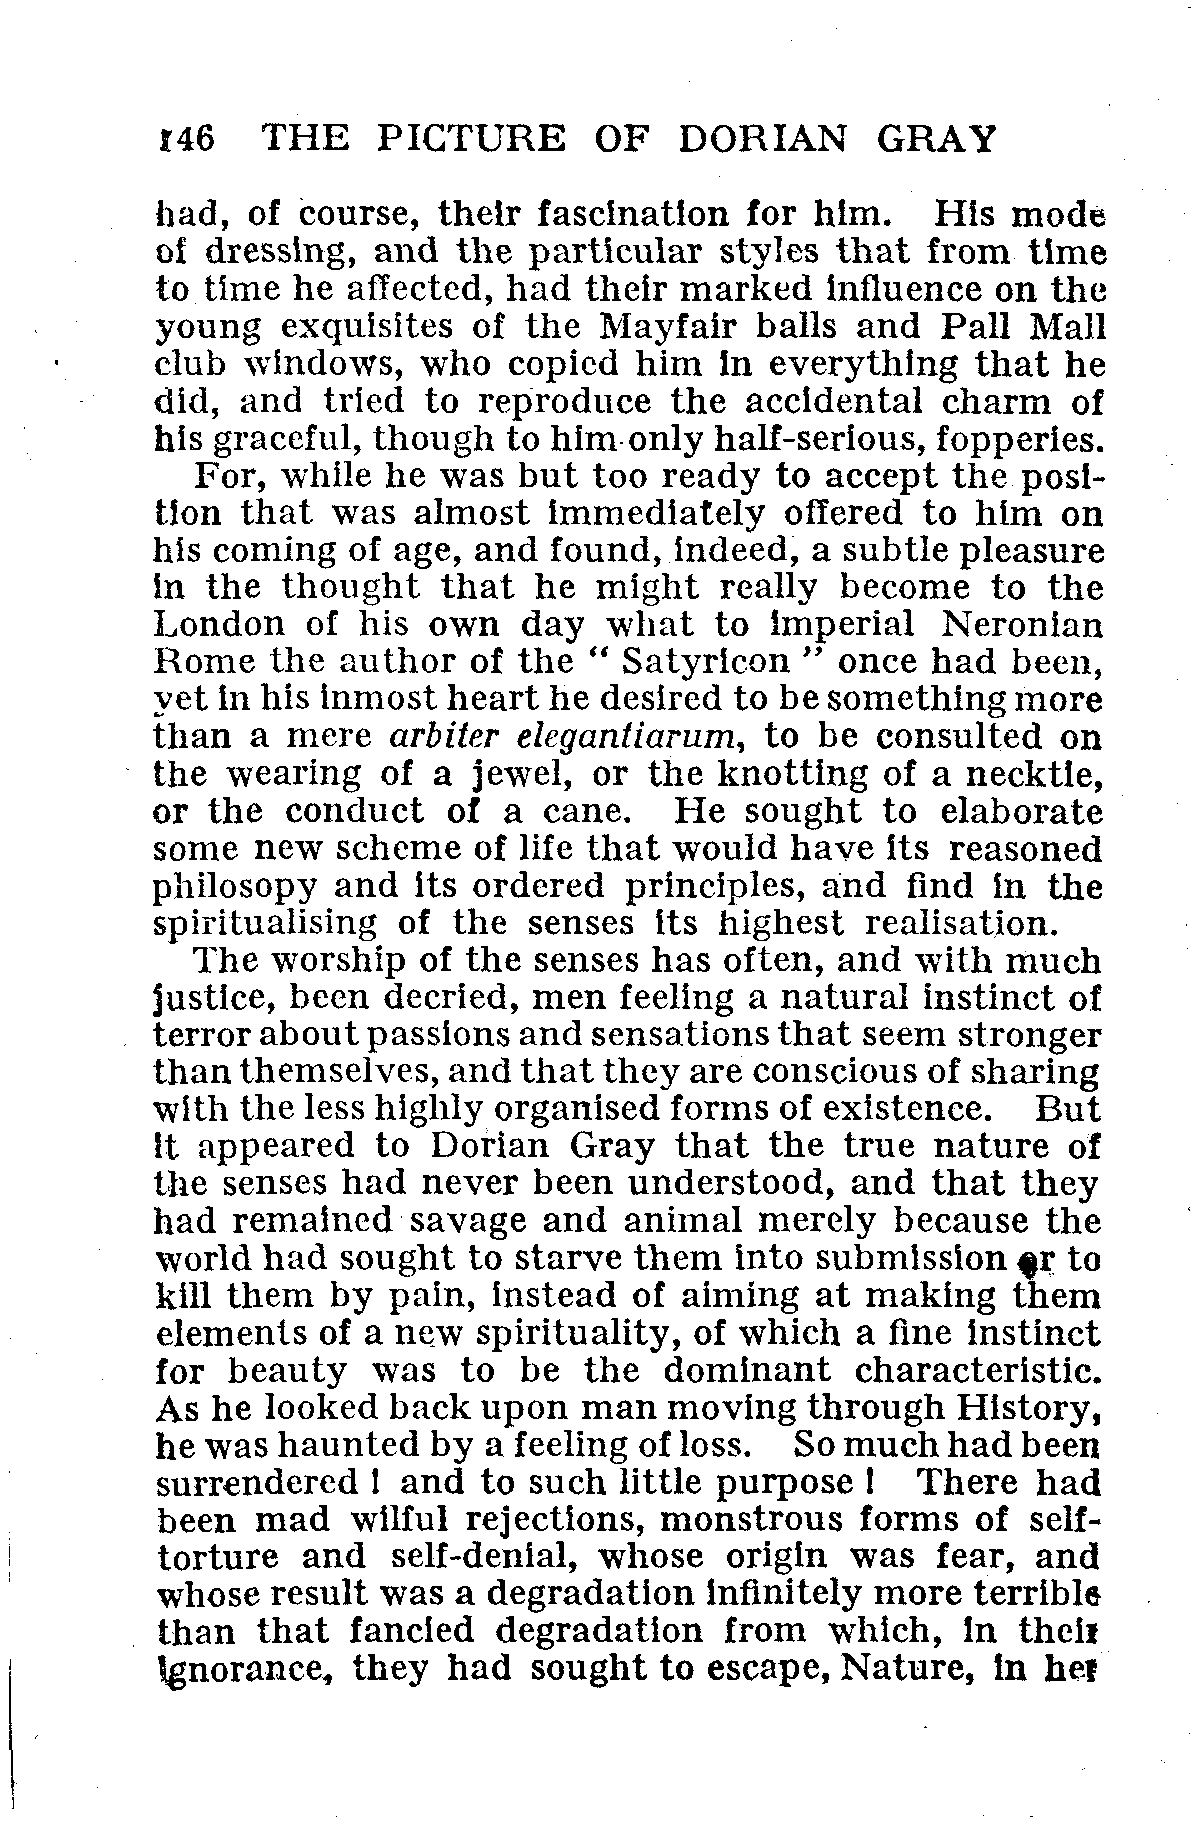 146 THE PICTURE OF DORIAN GRAY
had, of course, their fascination for him. His mode
of dressing, and the particular styles that from time
to time he affected, had their marked influence on the
young exquisites of the Mayfair balls and Pall Mall
club windows, who copied him in everything that he
did, and tried to reproduce the accidental charm of
his graceful, though to him only half-serious, fopperies.
For, while he was but too ready to accept the posi-
tion that was almost immediately offered to him on
his coming of age, and found, indeed, a subtle pleasure
in the thought that he might really become to the
London of his own day what to imperial Neronian
Rome the author of the “ Satyricon ” once had been,
yet in his inmost heart he desired to be something more
than a mere arbiter elegantiarum, to be consulted on
the wearing of a jewel, or the knotting of a necktie,
or the conduct of a cane. He sought to elaborate
some new scheme of life that would have its reasoned
philosopy and its ordered principles, and find in the
spiritualising of the senses its highest realisation.
The worship of the senses has often, and with much
justice, been decried, men feeling a natural instinct of
terror about passions and sensations that seem stronger
than themselves, and that they are conscious of sharing
with the less highly organised forms of existence. But
it appeared to Dorian Gray that the true nature of
the senses had never been understood, and that they
had remained savage and animal merely because the
world had sought to starve them into submission or to
kill them by pain, instead of aiming at making them
elements of a new spirituality, of which a fine instinct
for beauty was to be the dominant characteristic.
As he looked back upon man moving through History,
he was haunted by a feeling of loss. So much had been
surrendered ! and to such little purpose ! There had
been mad wilful rejections, monstrous forms of self-
torture and self-denial, whose origin was fear, and
whose result was a degradation infinitely more terrible
than that fancied degradation from which, in their
ignorance, they had sought to escape, Nature, in her